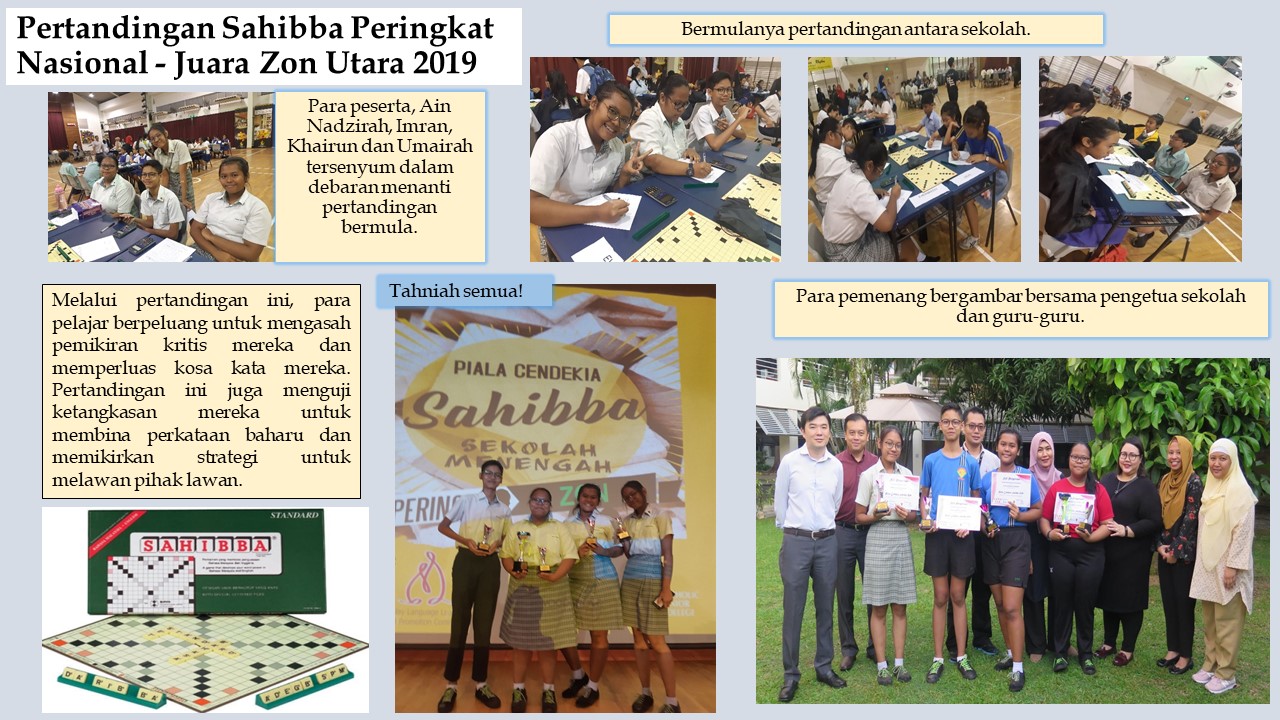 Pertandingan Sahibba Peringkat
Nasional - Juara Zon Utara 2019
Bermulanya pertandingan antara sekolah.
Para peserta, Ain
Nadzirah, Imran,
Khairun dan Umairah
tersenyum dalam
debaran menanti
pertandingan
bermula.
Melalui pertandingan ini, para
pelajar berpeluang untuk mengasah
pemikiran kritis mereka dan
memperluas kosa kata mereka.
Pertandingan ini juga menguji
ketangkasan mereka untuk
membina perkataan baharu dan
memikirkan strategi untuk
melawan pihak lawan.
Tahniah semua!
PIALA CENDEKIA
Sahibba
SEKOLAH
MENENGAH
PERING
ZON
Para pemenang bergambar bersama pengetua sekolah
dan guru-guru.
STANDARD
SAHIBBA